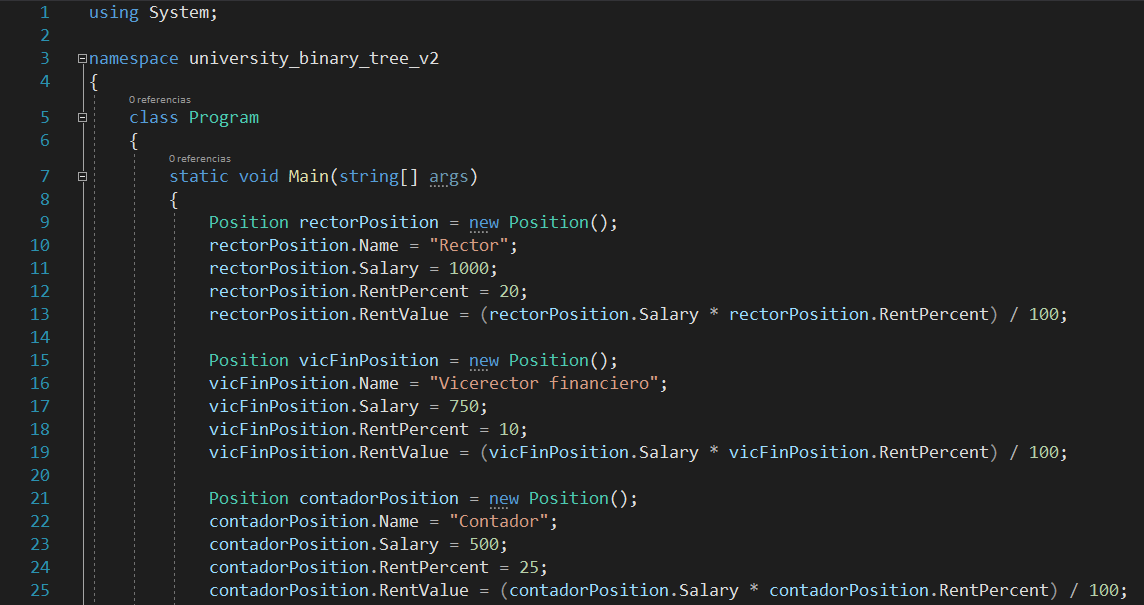 1 using System;
2
3 namespace university_binary_tree_v2
4 {
0 referencias
5 class Program
6 {
0 referencias
7 static void Main(string[] args)
8 {
9 Position rectorPosition = new Position();
10 rectorPosition.Name = "Rector";
11 rectorPosition.Salary = 1000;
12 rectorPosition.RentPercent = 20;
13 rectorPosition.RentValue = (rectorPosition.Salary * rectorPosition.RentPercent) / 100;
14
15 Position vicFinPosition = new Position();
16 vicFinPosition.Name = "Vicerector financiero";
17 vicFinPosition.Salary = 750;
18 vicFinPosition.RentPercent = 10;
19 vicFinPosition.RentValue = (vicFinPosition.Salary * vicFinPosition.RentPercent) / 100;
20
21 Position contadorPosition = new Position();
22 contadorPosition.Name = "Contador";
23 contadorPosition.Salary = 500;
24 contadorPosition.RentPercent = 25;
25 contadorPosition.RentValue = (contadorPosition.Salary * contadorPosition.RentPercent) / 100;